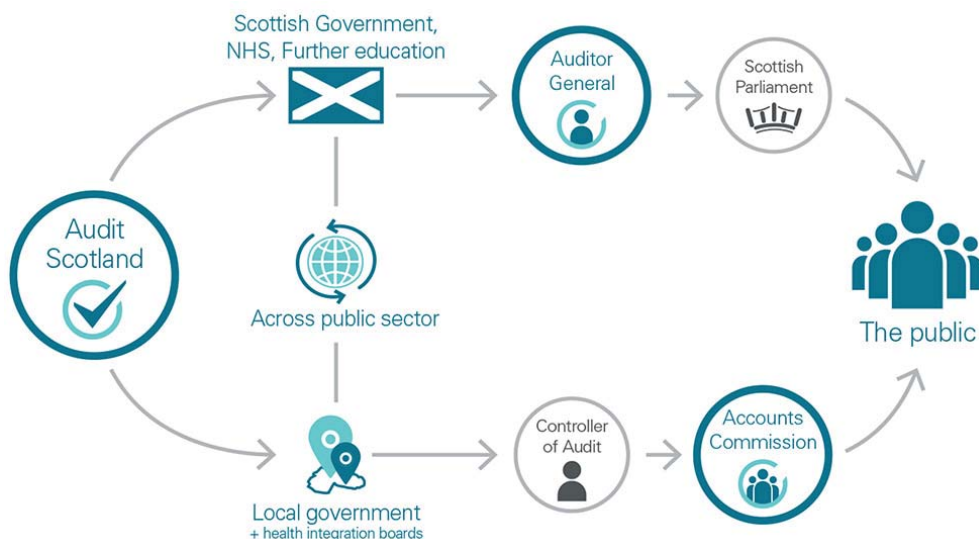 Scottish Government,
NHS, Further education
Auditor
General
Scottish
Parliament
Audit
Scotland
Across public sector
The public
Local government
+ health integration boards
Controller
of Audit
Accounts
Commission